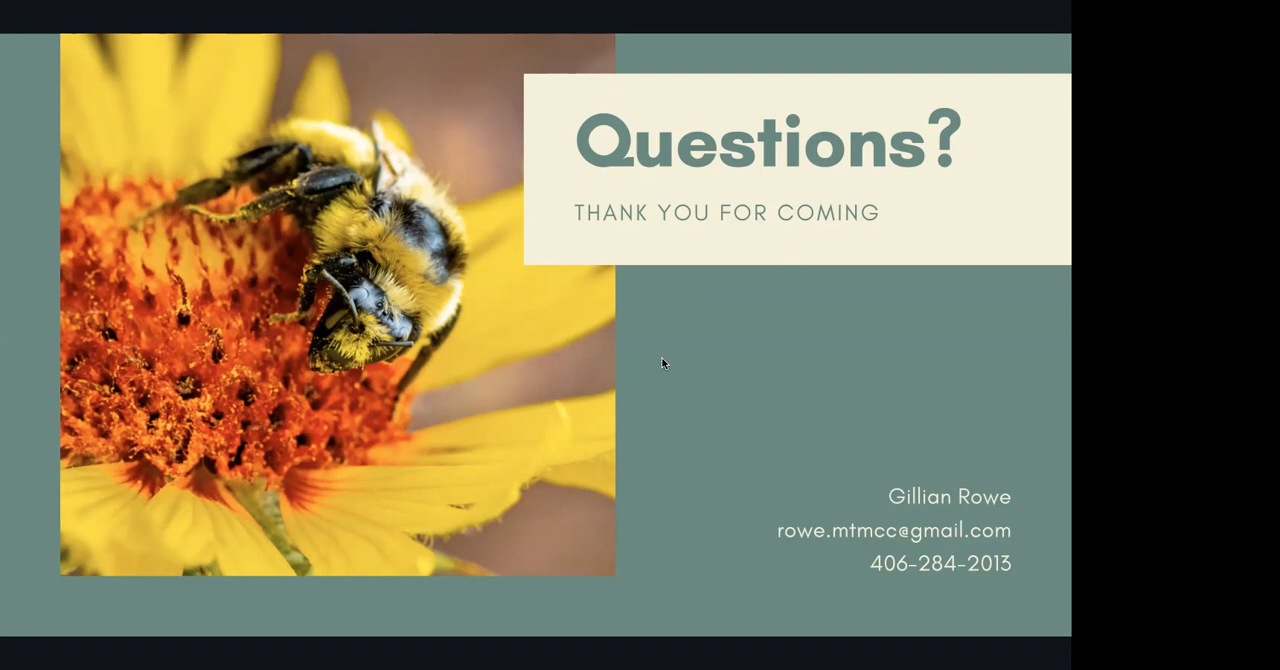 Questions?
THANK YOU FOR COMING
Gillian Rowe
rowe.mtmcc@gmail.com
406-284-2013